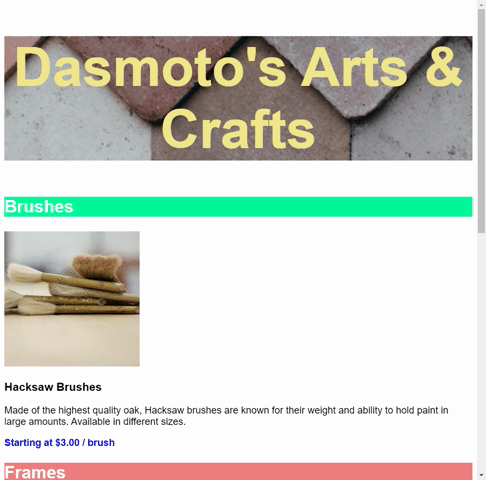 Dasmoto's Arts &
Crafts
Brushes
Hacksaw Brushes
Made of the highest quality oak, Hacksaw brushes are known for their weight and ability to hold paint in
large amounts. Available in different sizes.
Starting at $3.00 / brush
Frames